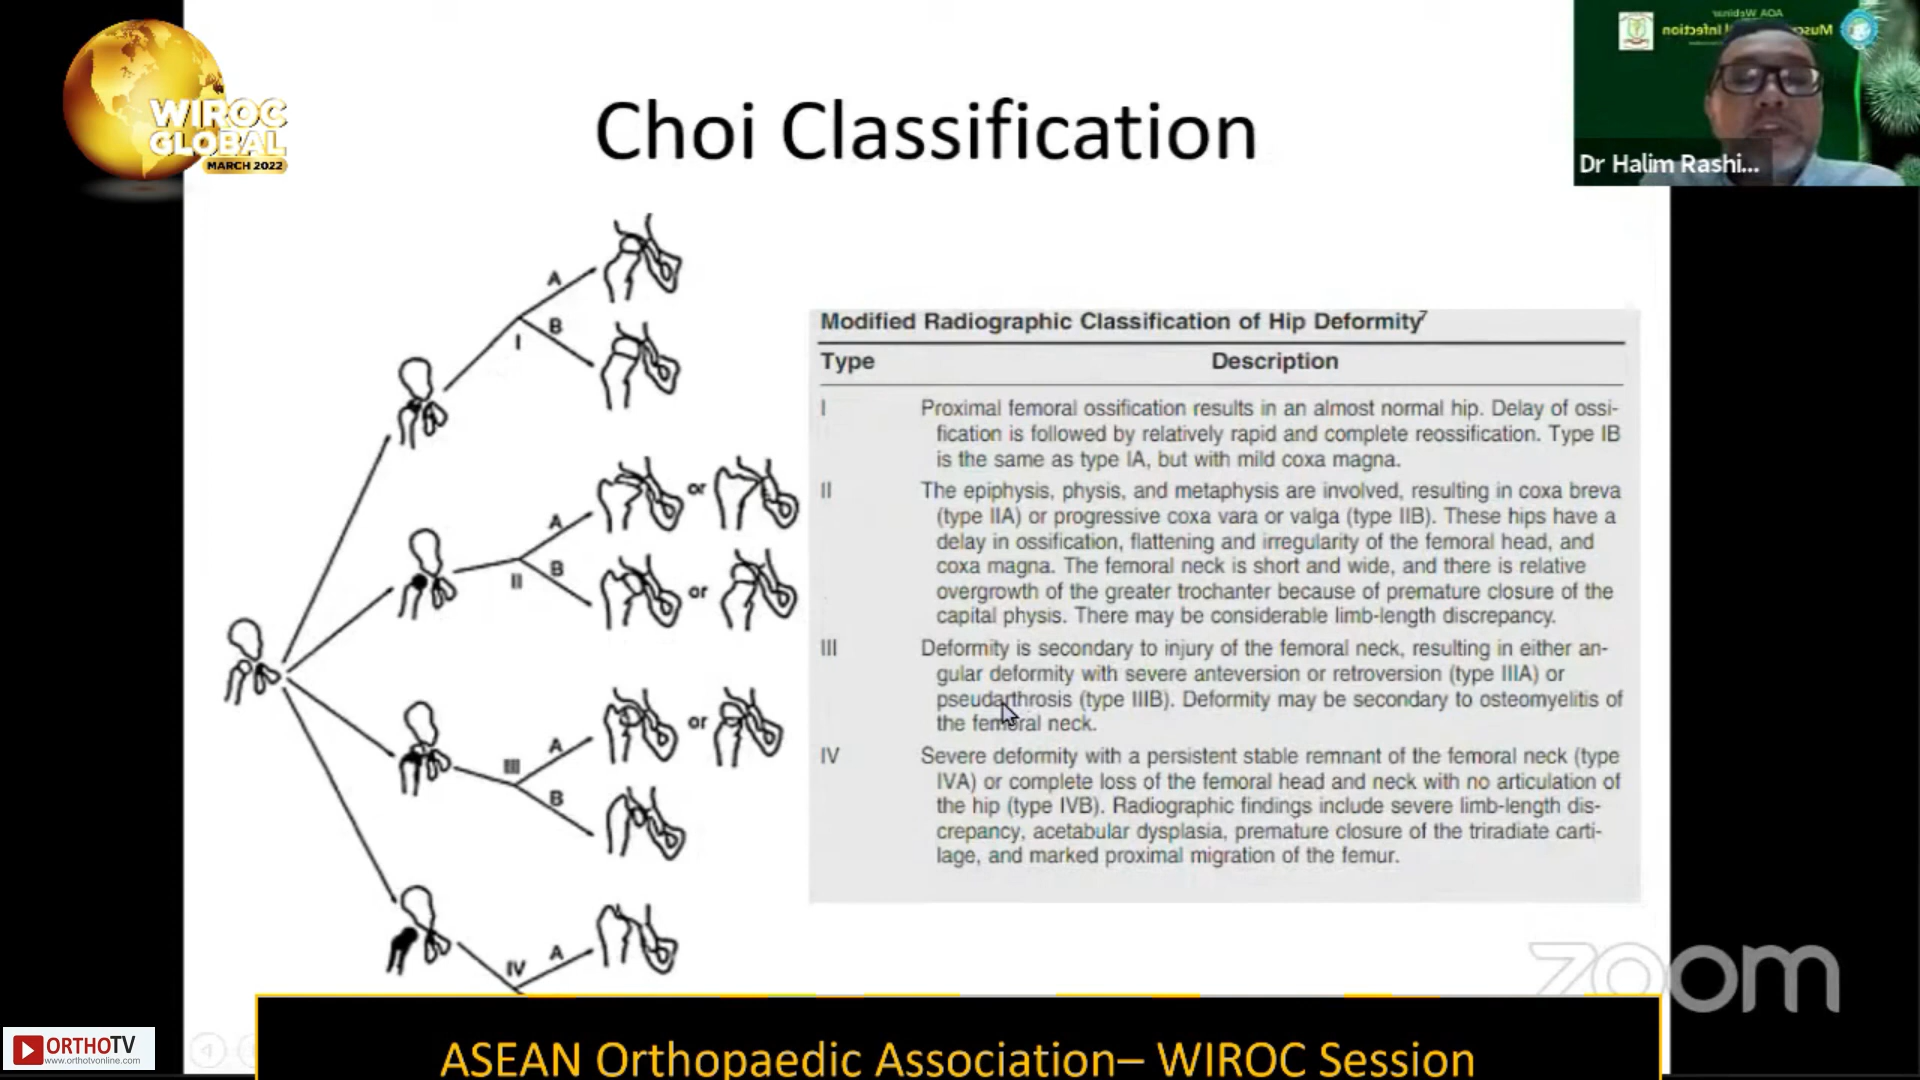 WIROC
GLOBAL
MARCH 2022
Choi Classification
AOA Webinar
Dr Halim Rashi...
A
B
I
A
or
B
II
or
A
or
III
B
A
IV
Modified Radiographic Classification of Hip Deformity7
Type Description
I Proximal femoral ossification results in an almost normal hip. Delay of ossi-
fication is followed by relatively rapid and complete reossification. Type IB
is the same as type IA, but with mild coxa magna.
II The epiphysis, physis, and metaphysis are involved, resulting in coxa breva
(type IIA) or progressive coxa vara or valga (type IIB). These hips have a
delay in ossification, flattening and irregularity of the femoral head, and
coxa magna. The femoral neck is short and wide, and there is relative
overgrowth of the greater trochanter because of premature closure of the
capital physis. There may be considerable limb-length discrepancy.
III Deformity is secondary to injury of the femoral neck, resulting in either an-
gular deformity with severe anteversion or retroversion (type IIIA) or
pseudarthrosis (type IIIB). Deformity may be secondary to osteomyelitis of
the femoral neck.
IV Severe deformity with a persistent stable remnant of the femoral neck (type
IVA) or complete loss of the femoral head and neck with no articulation of
the hip (type IVB). Radiographic findings include severe limb-length dis-
crepancy, acetabular dysplasia, premature closure of the triradiate carti-
lage, and marked proximal migration of the femur.
zoom
ORTHOTV
www.orthotvonline.com
ASEAN Orthopaedic Association– WIROC Session